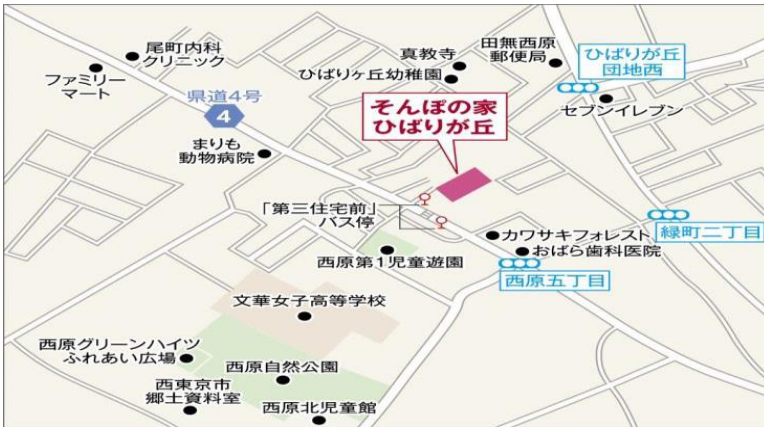 尾町内科
クリニック
ファミリー
マート
県道4号
4
まりも
動物病院
真教寺
ひばりヶ丘幼稚園
田無西原
郵便局
ひばりが丘
団地西
セブンイレブン
そんぽの家
ひばりが丘
「第三住宅前」
バス停
カワサキフォレスト
おばら歯科医院
緑町二丁目
西原五丁目
西原第1児童遊園
文華女子高等学校
西原グリーンハイツ
ふれあい広場
西原自然公園
西東京市
郷土資料室
西原北児童館